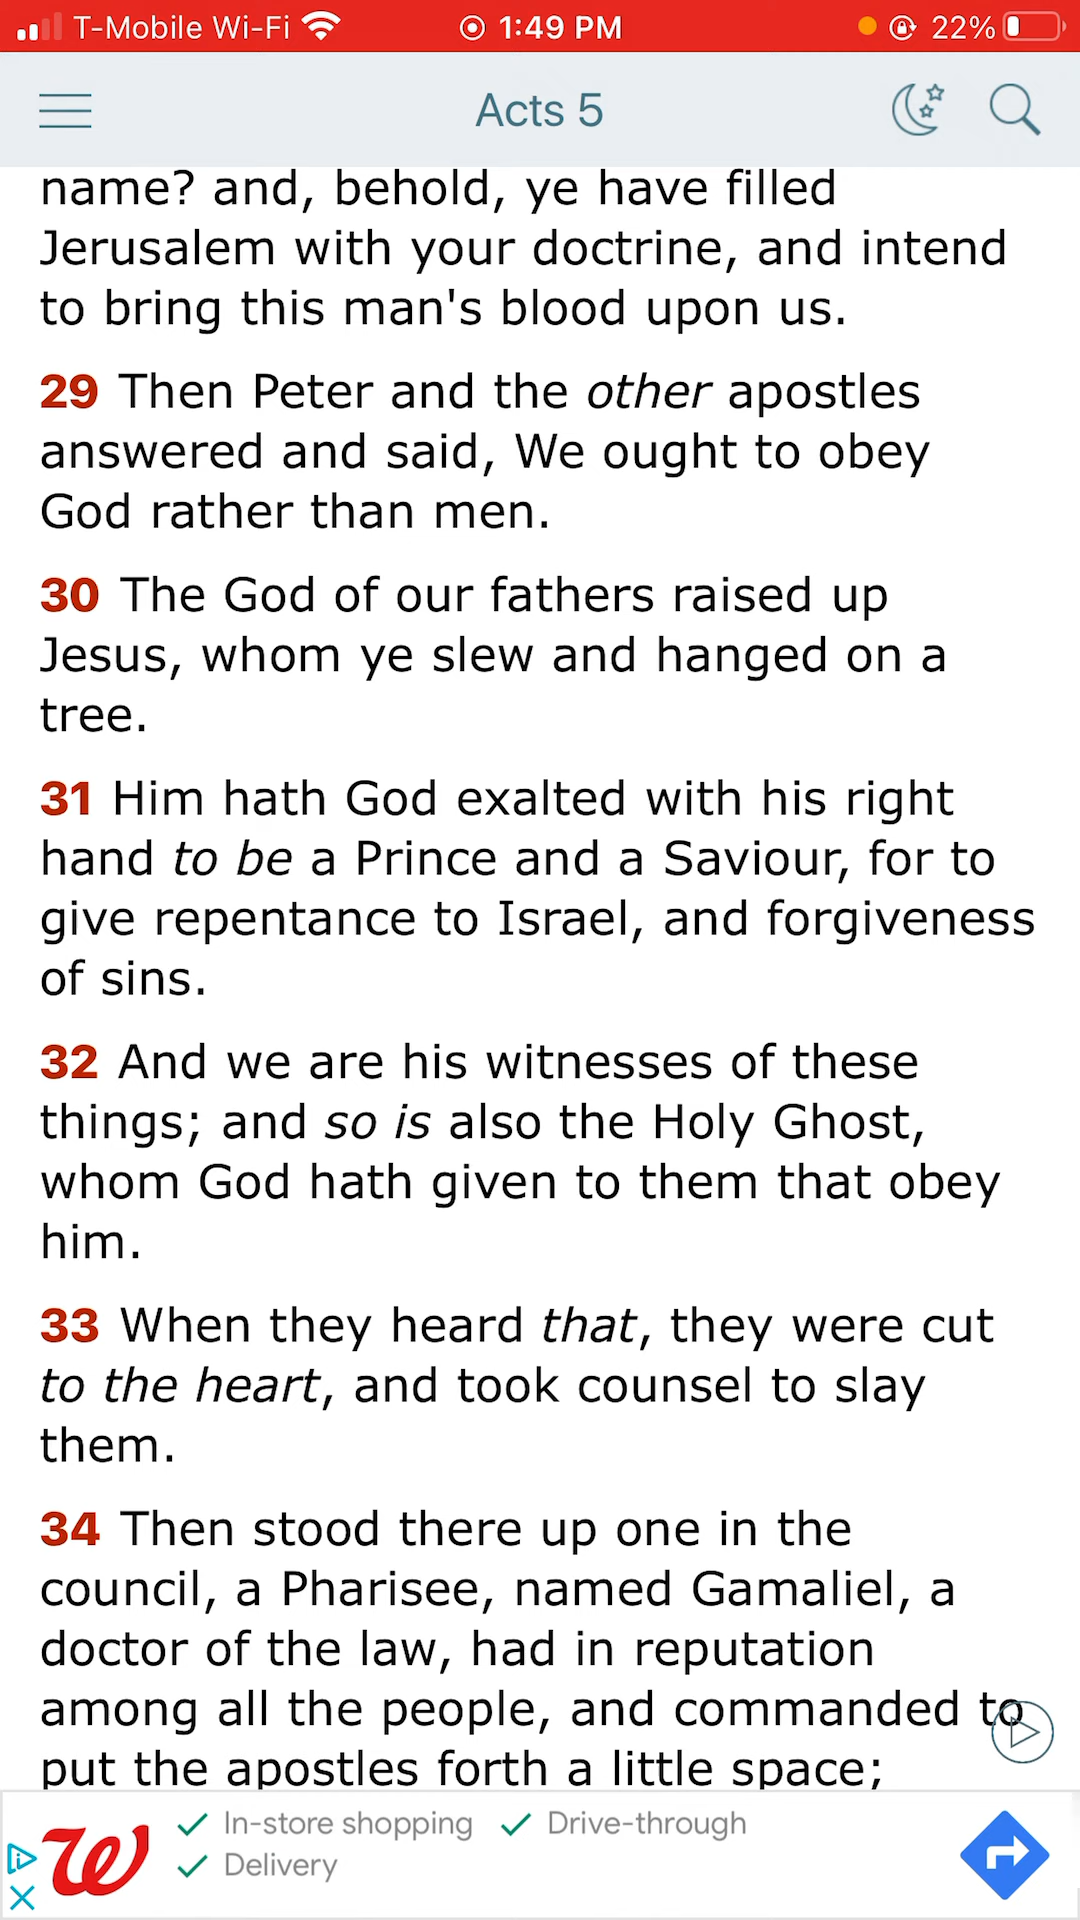 T-Mobile Wi-Fi 1:49 PM 22%
Acts 5
name? and, behold, ye have filled
Jerusalem with your doctrine, and intend
to bring this man's blood upon us.
29 Then Peter and the other apostles
answered and said, We ought to obey
God rather than men.
30 The God of our fathers raised up
Jesus, whom ye slew and hanged on a
tree.
31 Him hath God exalted with his right
hand to be a Prince and a Saviour, for to
give repentance to Israel, and forgiveness
of sins.
32 And we are his witnesses of these
things; and so is also the Holy Ghost,
whom God hath given to them that obey
him.
33 When they heard that, they were cut
to the heart, and took counsel to slay
them.
34 Then stood there up one in the
council, a Pharisee, named Gamaliel, a
doctor of the law, had in reputation
among all the people, and commanded to
put the apostles forth a little space;
W
In-store shopping Drive-through
Delivery